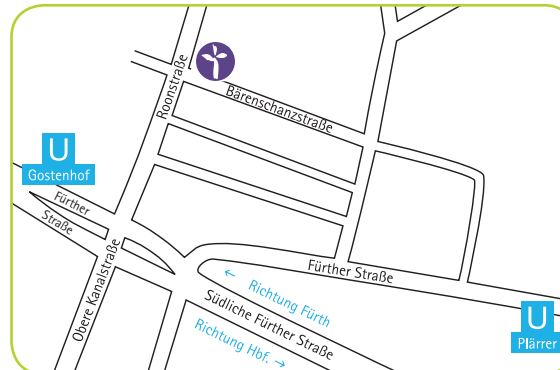 Roonstraße
Bärenschanzstraße
U
Gostenhof
Fürther
Straße
Obere Kanalstraße
Fürther Straße
← Richtung Fürth
Südliche Fürther Straße
Richtung Hbf. →
U
Plärrer